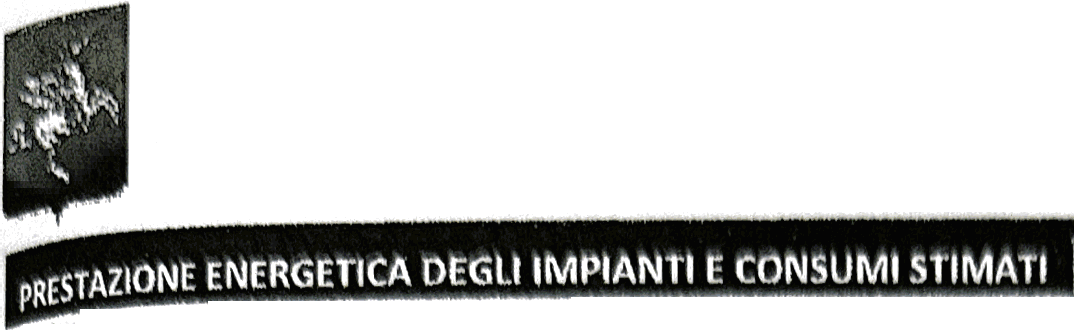 PRESTAZIONE ENERGETICA DEGLI IMPIANTI E CONSUMI STIMATI